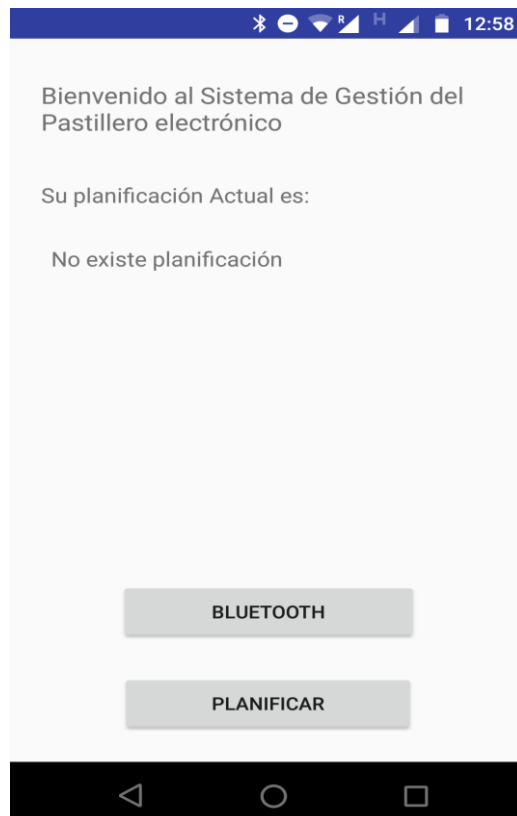 R H 12:58
Bienvenido al Sistema de Gestión del
Pastillero electrónico
Su planificación Actual es:
No existe planificación
BLUETOOTH
PLANIFICAR